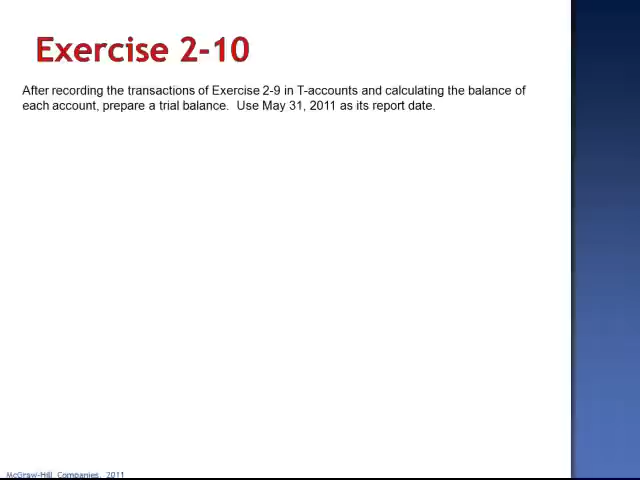 Exercise 2-10
After recording the transactions of Exercise 2-9 in T-accounts and calculating the balance of
each account, prepare a trial balance.  Use May 31, 2011 as its report date.
McGraw-Hill Companies, 2011